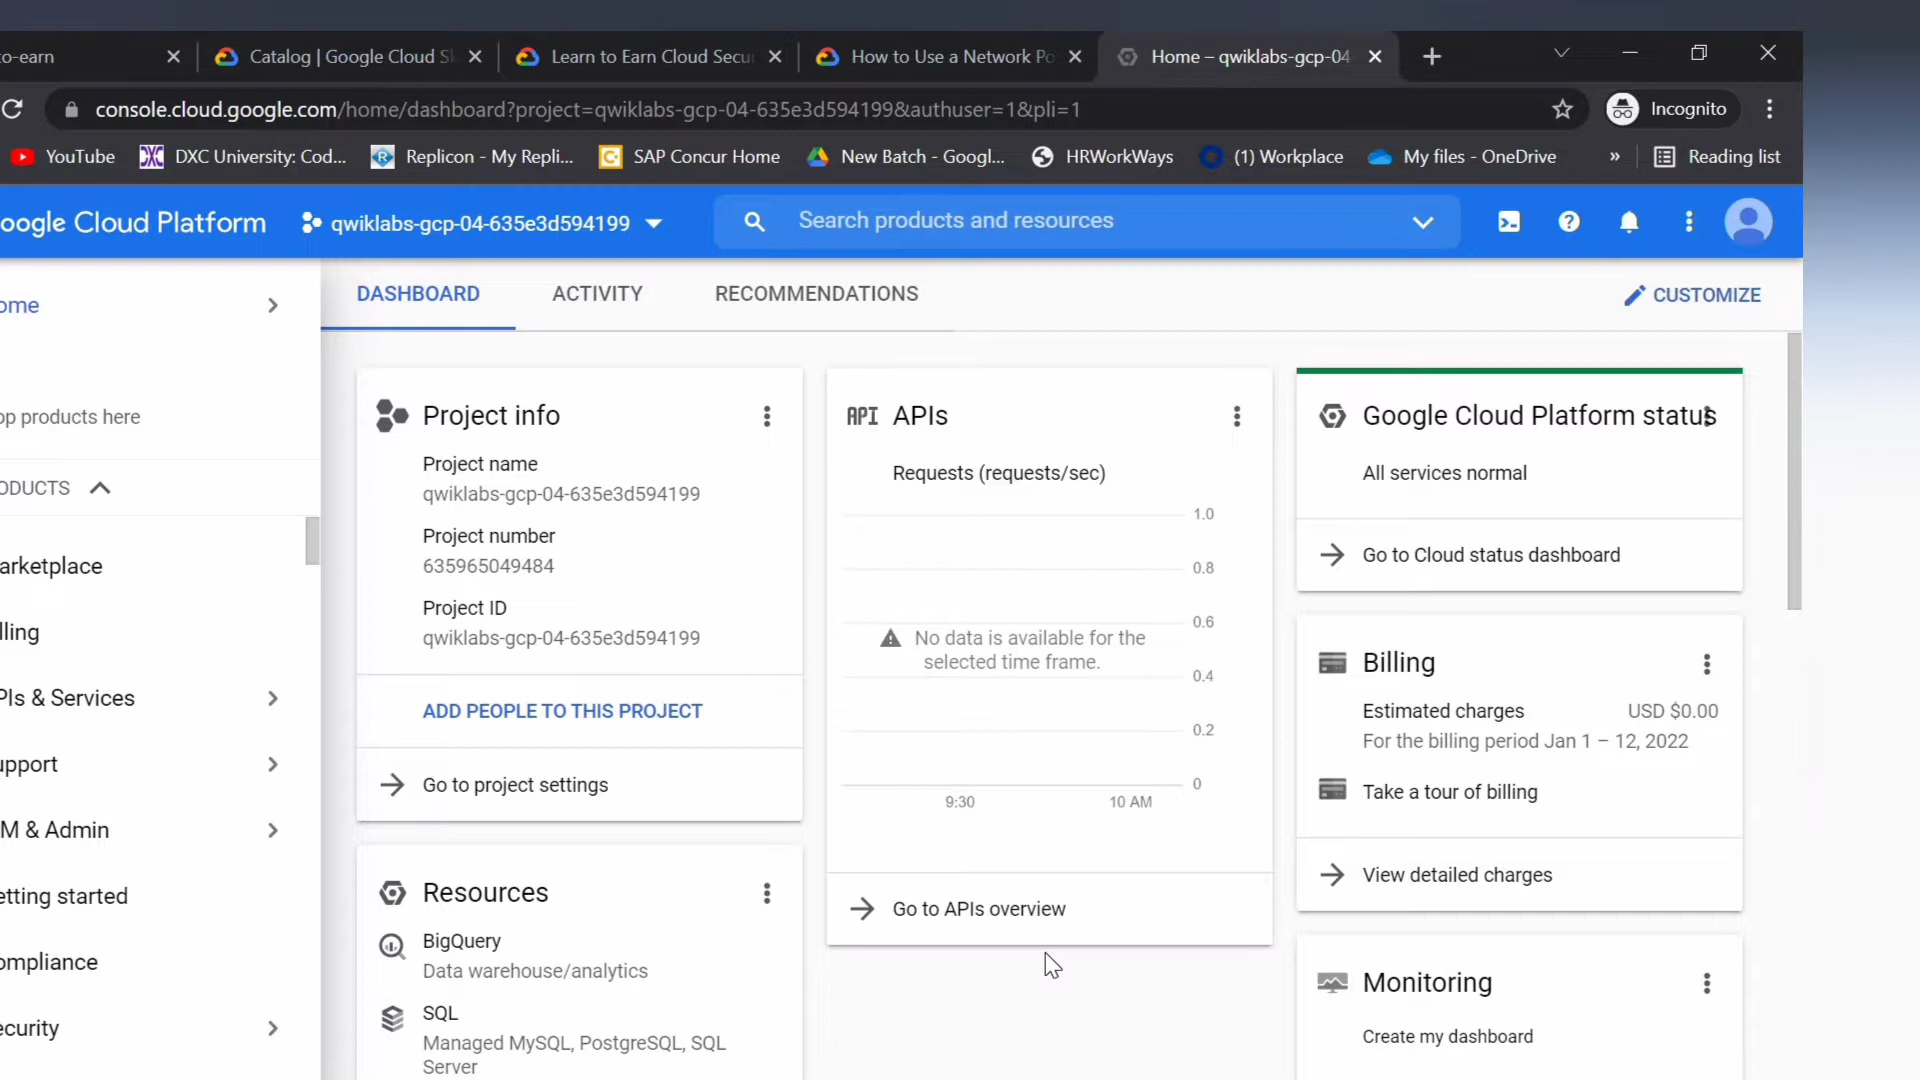 o-earn
Catalog | Google Cloud S
Learn to Earn Cloud Secu
How to Use a Network Po
Home – qwiklabs-gcp-04
console.cloud.google.com/home/dashboard?project=qwiklabs-gcp-04-635e3d594199&authuser=1&pli=1
Incognito
YouTube
DXC University: Cod...
Replicon - My Repli...
SAP Concur Home
New Batch - Googl...
HRWorkWays
(1) Workplace
My files - OneDrive
»
Reading list
oogle Cloud Platform
qwiklabs-gcp-04-635e3d594199
Search products and resources
ome
op products here
ODUCTS
arketplace
lling
PIs & Services
upport
M & Admin
etting started
ompliance
ecurity
DASHBOARD
ACTIVITY
RECOMMENDATIONS
CUSTOMIZE
Project info
Project name
qwiklabs-gcp-04-635e3d594199
Project number
635965049484
Project ID
qwiklabs-gcp-04-635e3d594199
ADD PEOPLE TO THIS PROJECT
Go to project settings
Resources
BigQuery
Data warehouse/analytics
SQL
Managed MySQL, PostgreSQL, SQL
Server
API APIs
Requests (requests/sec)
1.0
0.8
0.6
No data is available for the
selected time frame.
0.4
0.2
0
9:30
10 AM
Go to APIs overview
Google Cloud Platform status
All services normal
Go to Cloud status dashboard
Billing
Estimated charges
USD $0.00
For the billing period Jan 1 – 12, 2022
Take a tour of billing
View detailed charges
Monitoring
Create my dashboard